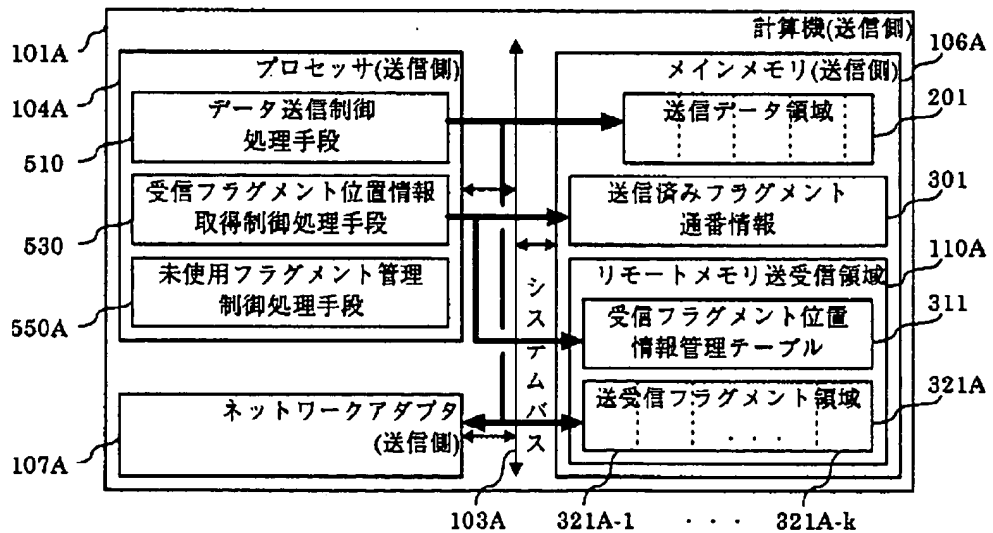 計算機(送信側)
101A
106A
プロセッサ(送信側)
メインメモリ(送信側)
104A
データ送信制御
処理手段
送信データ領域
201
510
受信フラグメント位置情報
取得制御処理手段
送信済みフラグメント
通番情報
301
530
110A
未使用フラグメント管理
制御処理手段
リモートメモリ送受信領域
550A
システムバス
受信フラグメント位置
情報管理テーブル
311
ネットワークアダプタ
(送信側)
送受信フラグメント領域
321A
・・・
107A
103A
321A-1 ・・・ 321A-k